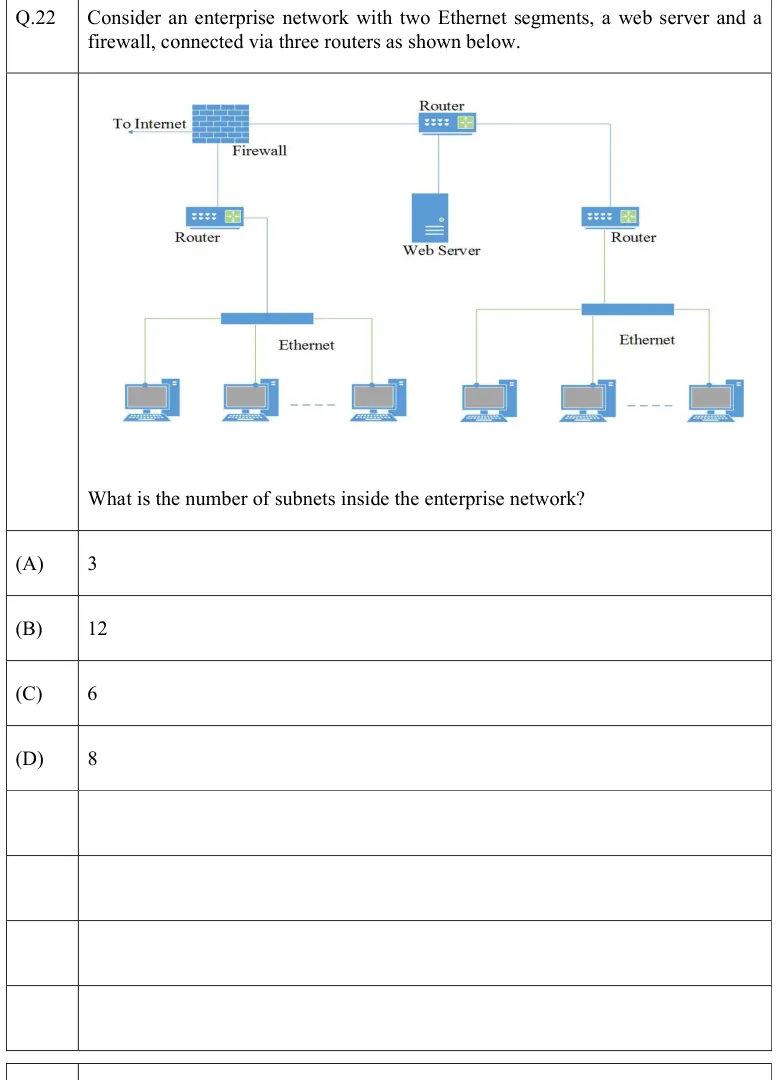 Q.22 Consider an enterprise network with two Ethernet segments, a web server and a
firewall, connected via three routers as shown below.
Router
To Internet
Firewall
Router
Web Server
Router
Ethernet
Ethernet
What is the number of subnets inside the enterprise network?
(A) 3
(B) 12
(C) 6
(D) 8